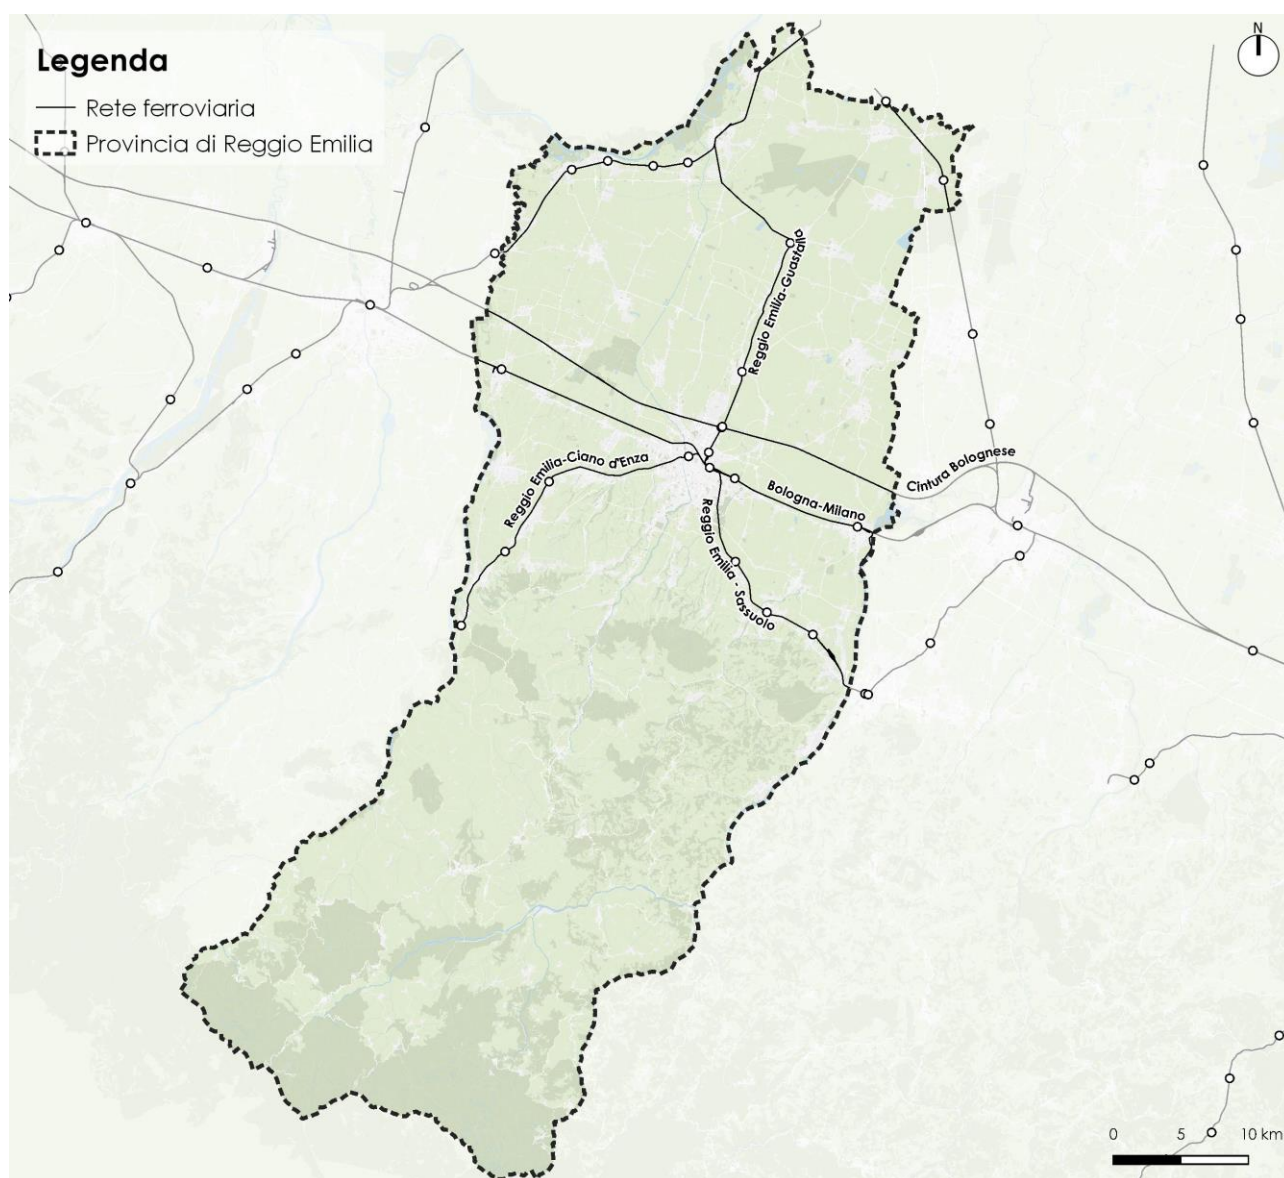 Legenda
Rete ferroviaria
Provincia di Reggio Emilia
N
Reggio Emilia-Guastalla
Reggio Emilia-Ciano d'Enza
Cintura Bolognese
Bologna-Milano
Reggio Emilia - Sassuolo
0 5 10 km